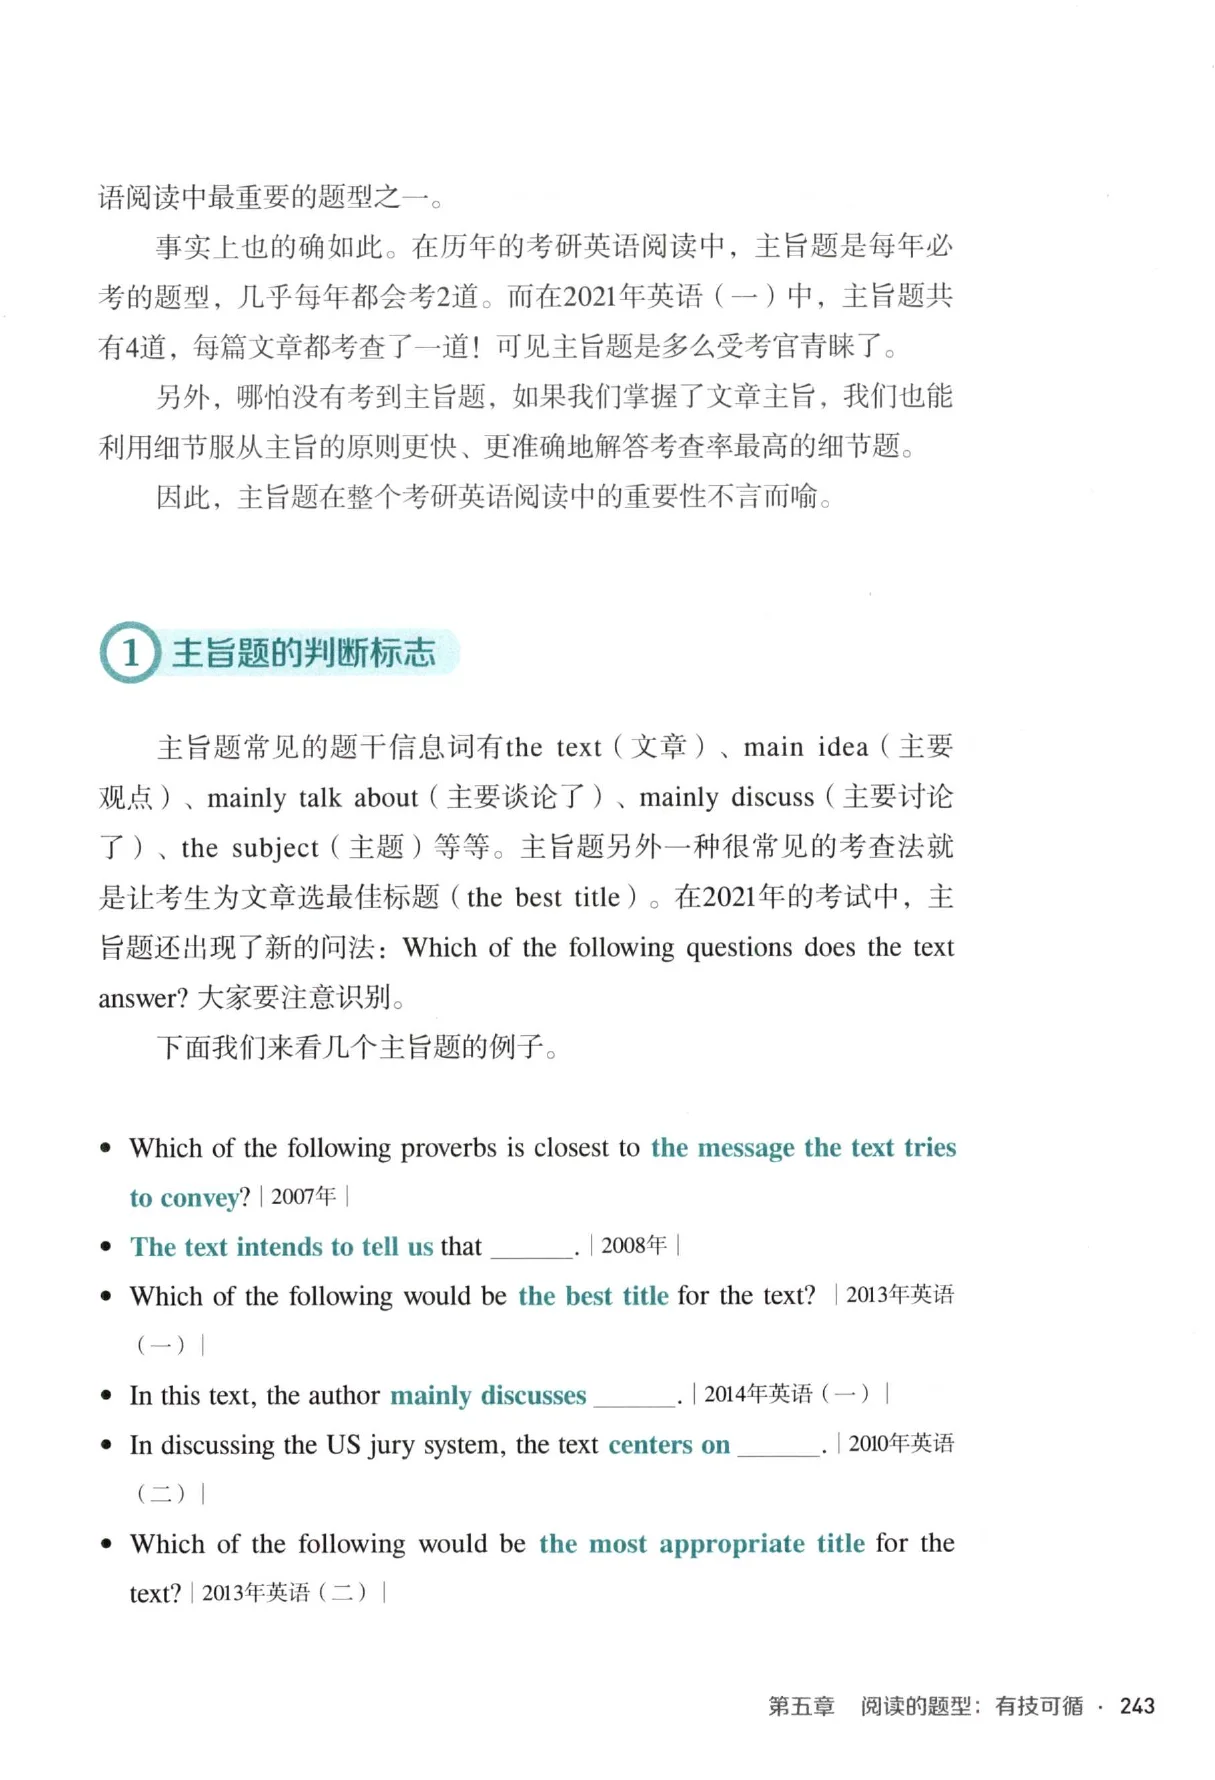 语阅读中最重要的题型之一。
事实上也的确如此。在历年的考研英语阅读中，主旨题是每年必
考的题型，几乎每年都会考2道。而在2021年英语（一）中，主旨题共
有4道，每篇文章都考查了一道！可见主旨题是多么受考官青睐了。
另外，哪怕没有考到主旨题，如果我们掌握了文章主旨，我们也能
利用细节服从主旨的原则更快、更准确地解答考查率最高的细节题。
因此，主旨题在整个考研英语阅读中的重要性不言而喻。
1 主旨题的判断标志
主旨题常见的题干信息词有the text（文章）、main idea（主要
观点）、mainly talk about（主要谈论了）、mainly discuss（主要讨论
了）、the subject（主题）等等。主旨题另外一种很常见的考查法就
是让考生为文章选最佳标题（the best title）。在2021年的考试中，主
旨题还出现了新的问法：Which of the following questions does the text
answer? 大家要注意识别。
下面我们来看几个主旨题的例子。
• Which of the following proverbs is closest to the message the text tries
to convey? | 2007年 |
• The text intends to tell us that ______. | 2008年 |
• Which of the following would be the best title for the text? | 2013年英语
（一）|
• In this text, the author mainly discusses ______. | 2014年英语（一）|
• In discussing the US jury system, the text centers on ______. | 2010年英语
（二）|
• Which of the following would be the most appropriate title for the
text? | 2013年英语（二）|
第五章 阅读的题型：有技可循 · 243